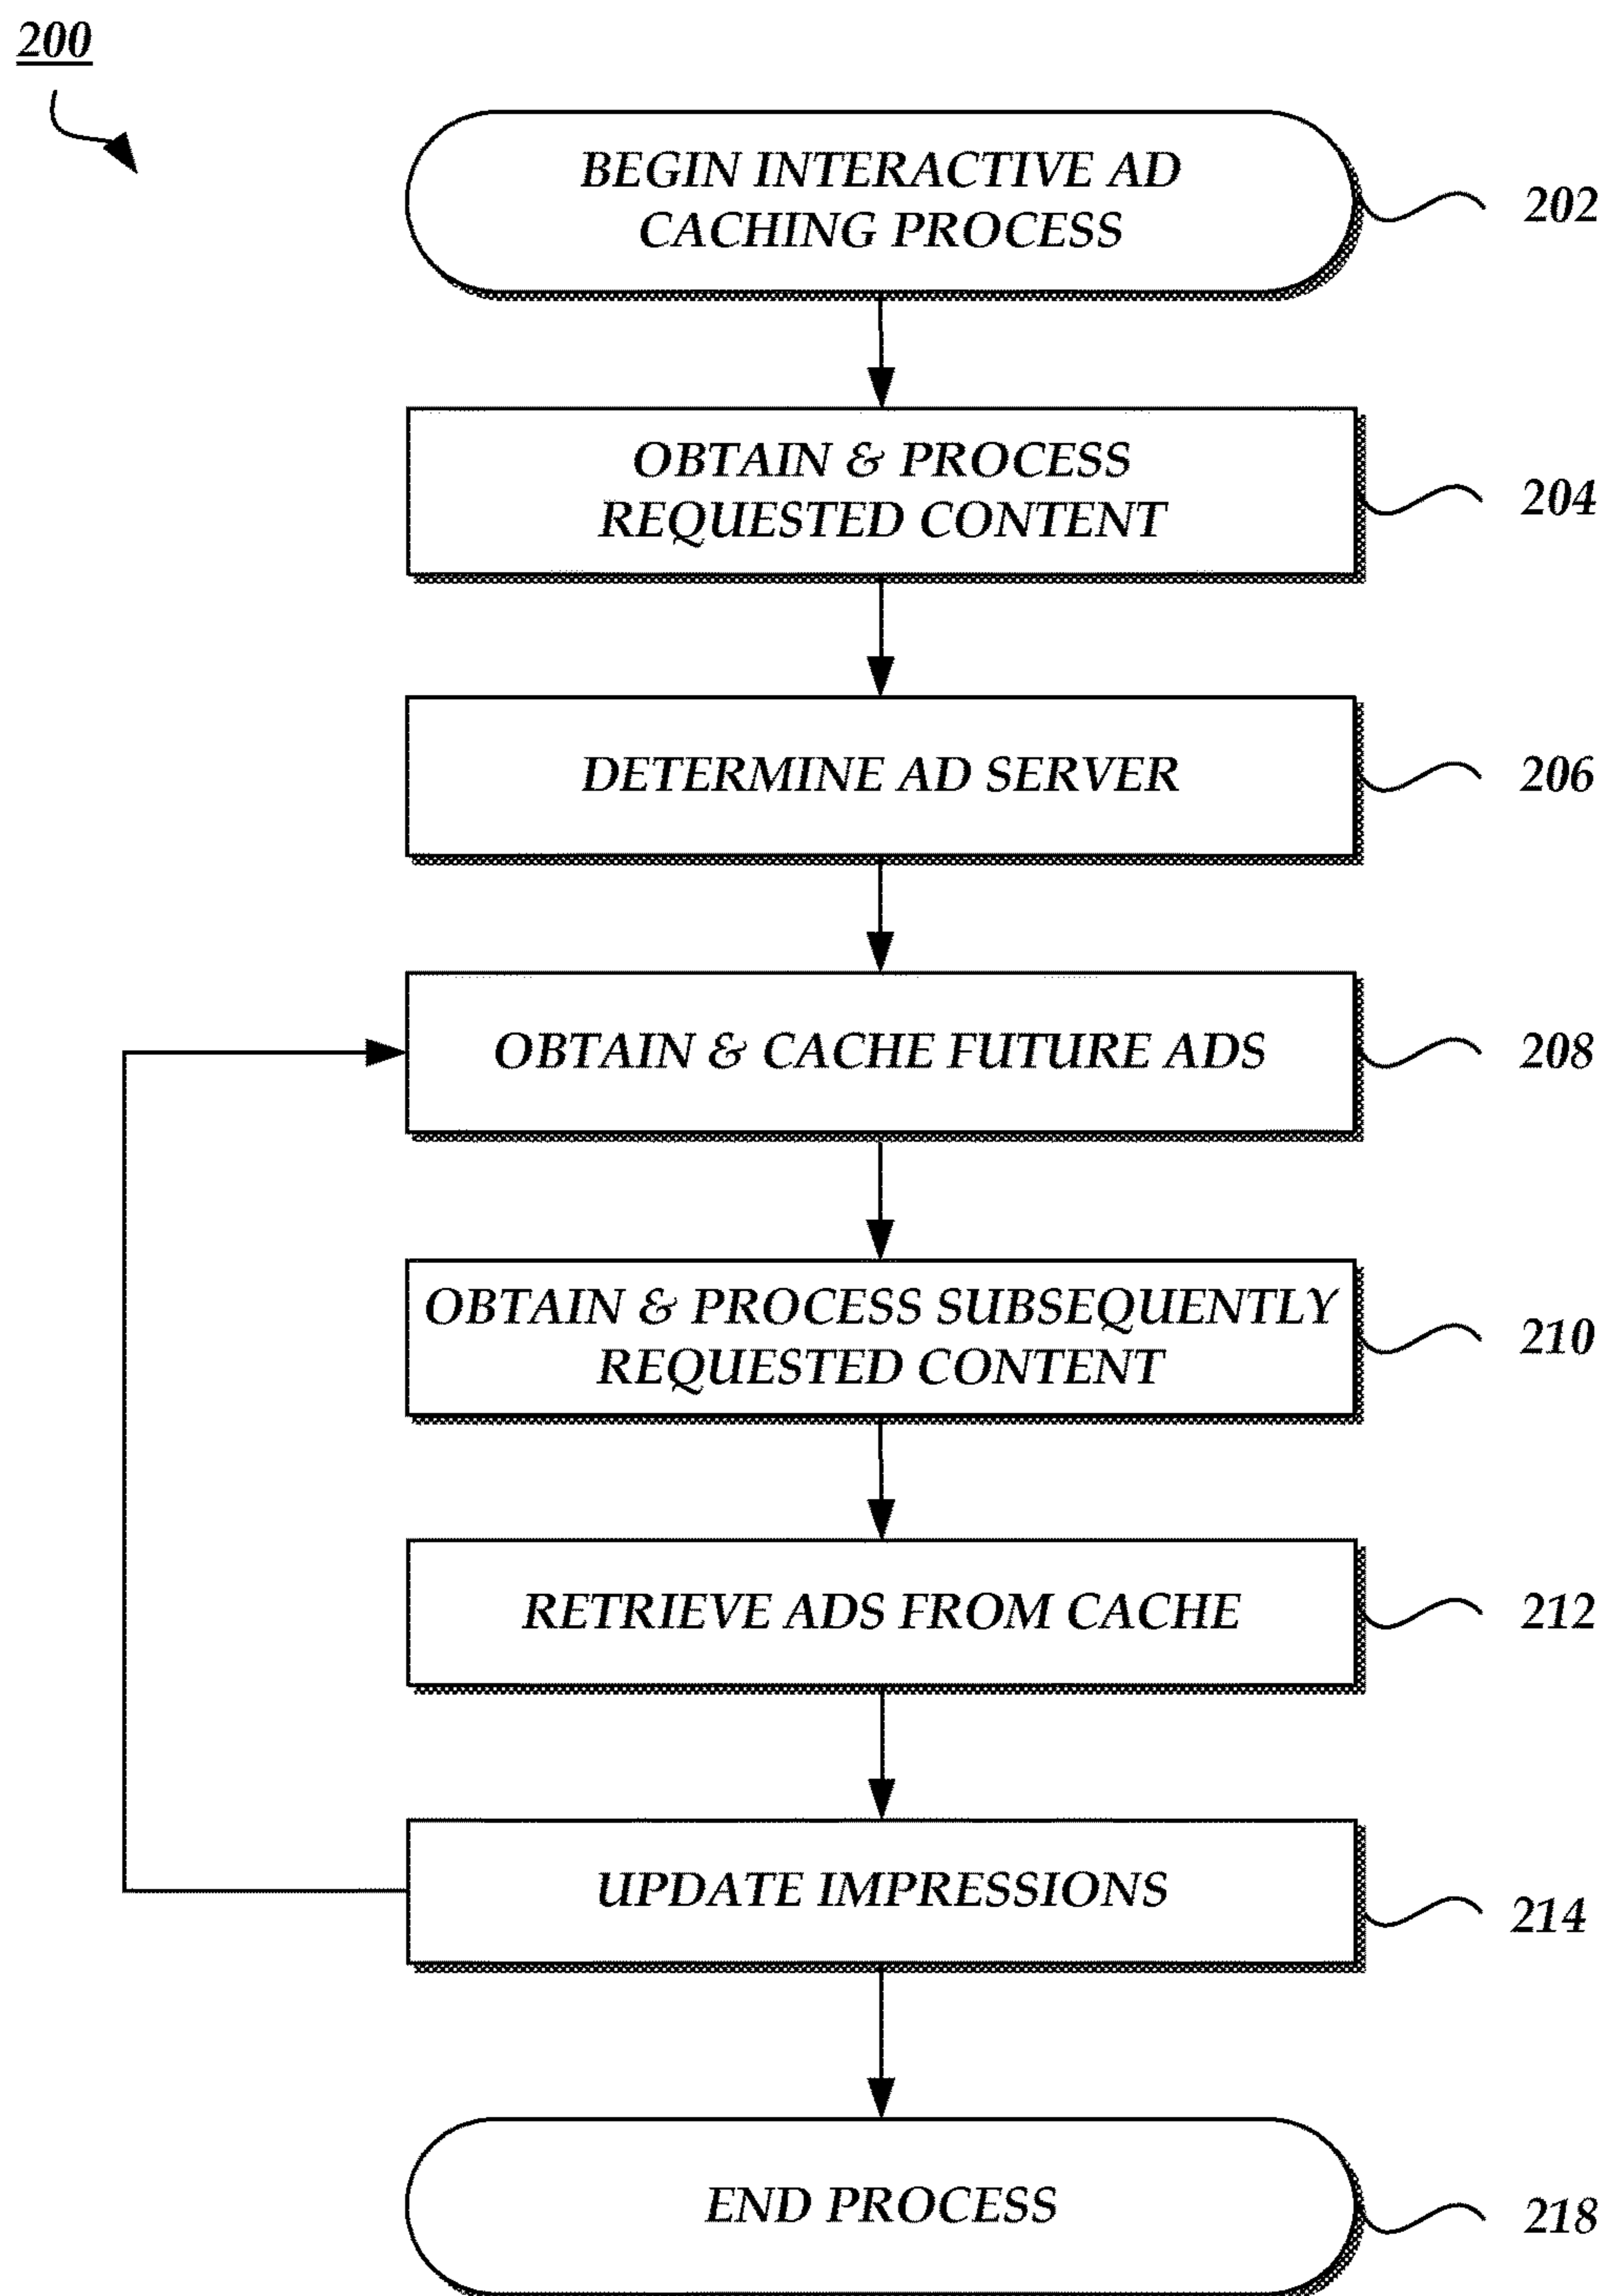 200
BEGIN INTERACTIVE AD
CACHING PROCESS
202
OBTAIN & PROCESS
REQUESTED CONTENT
204
DETERMINE AD SERVER
206
OBTAIN & CACHE FUTURE ADS
208
OBTAIN & PROCESS SUBSEQUENTLY
REQUESTED CONTENT
210
RETRIEVE ADS FROM CACHE
212
UPDATE IMPRESSIONS
214
END PROCESS
218